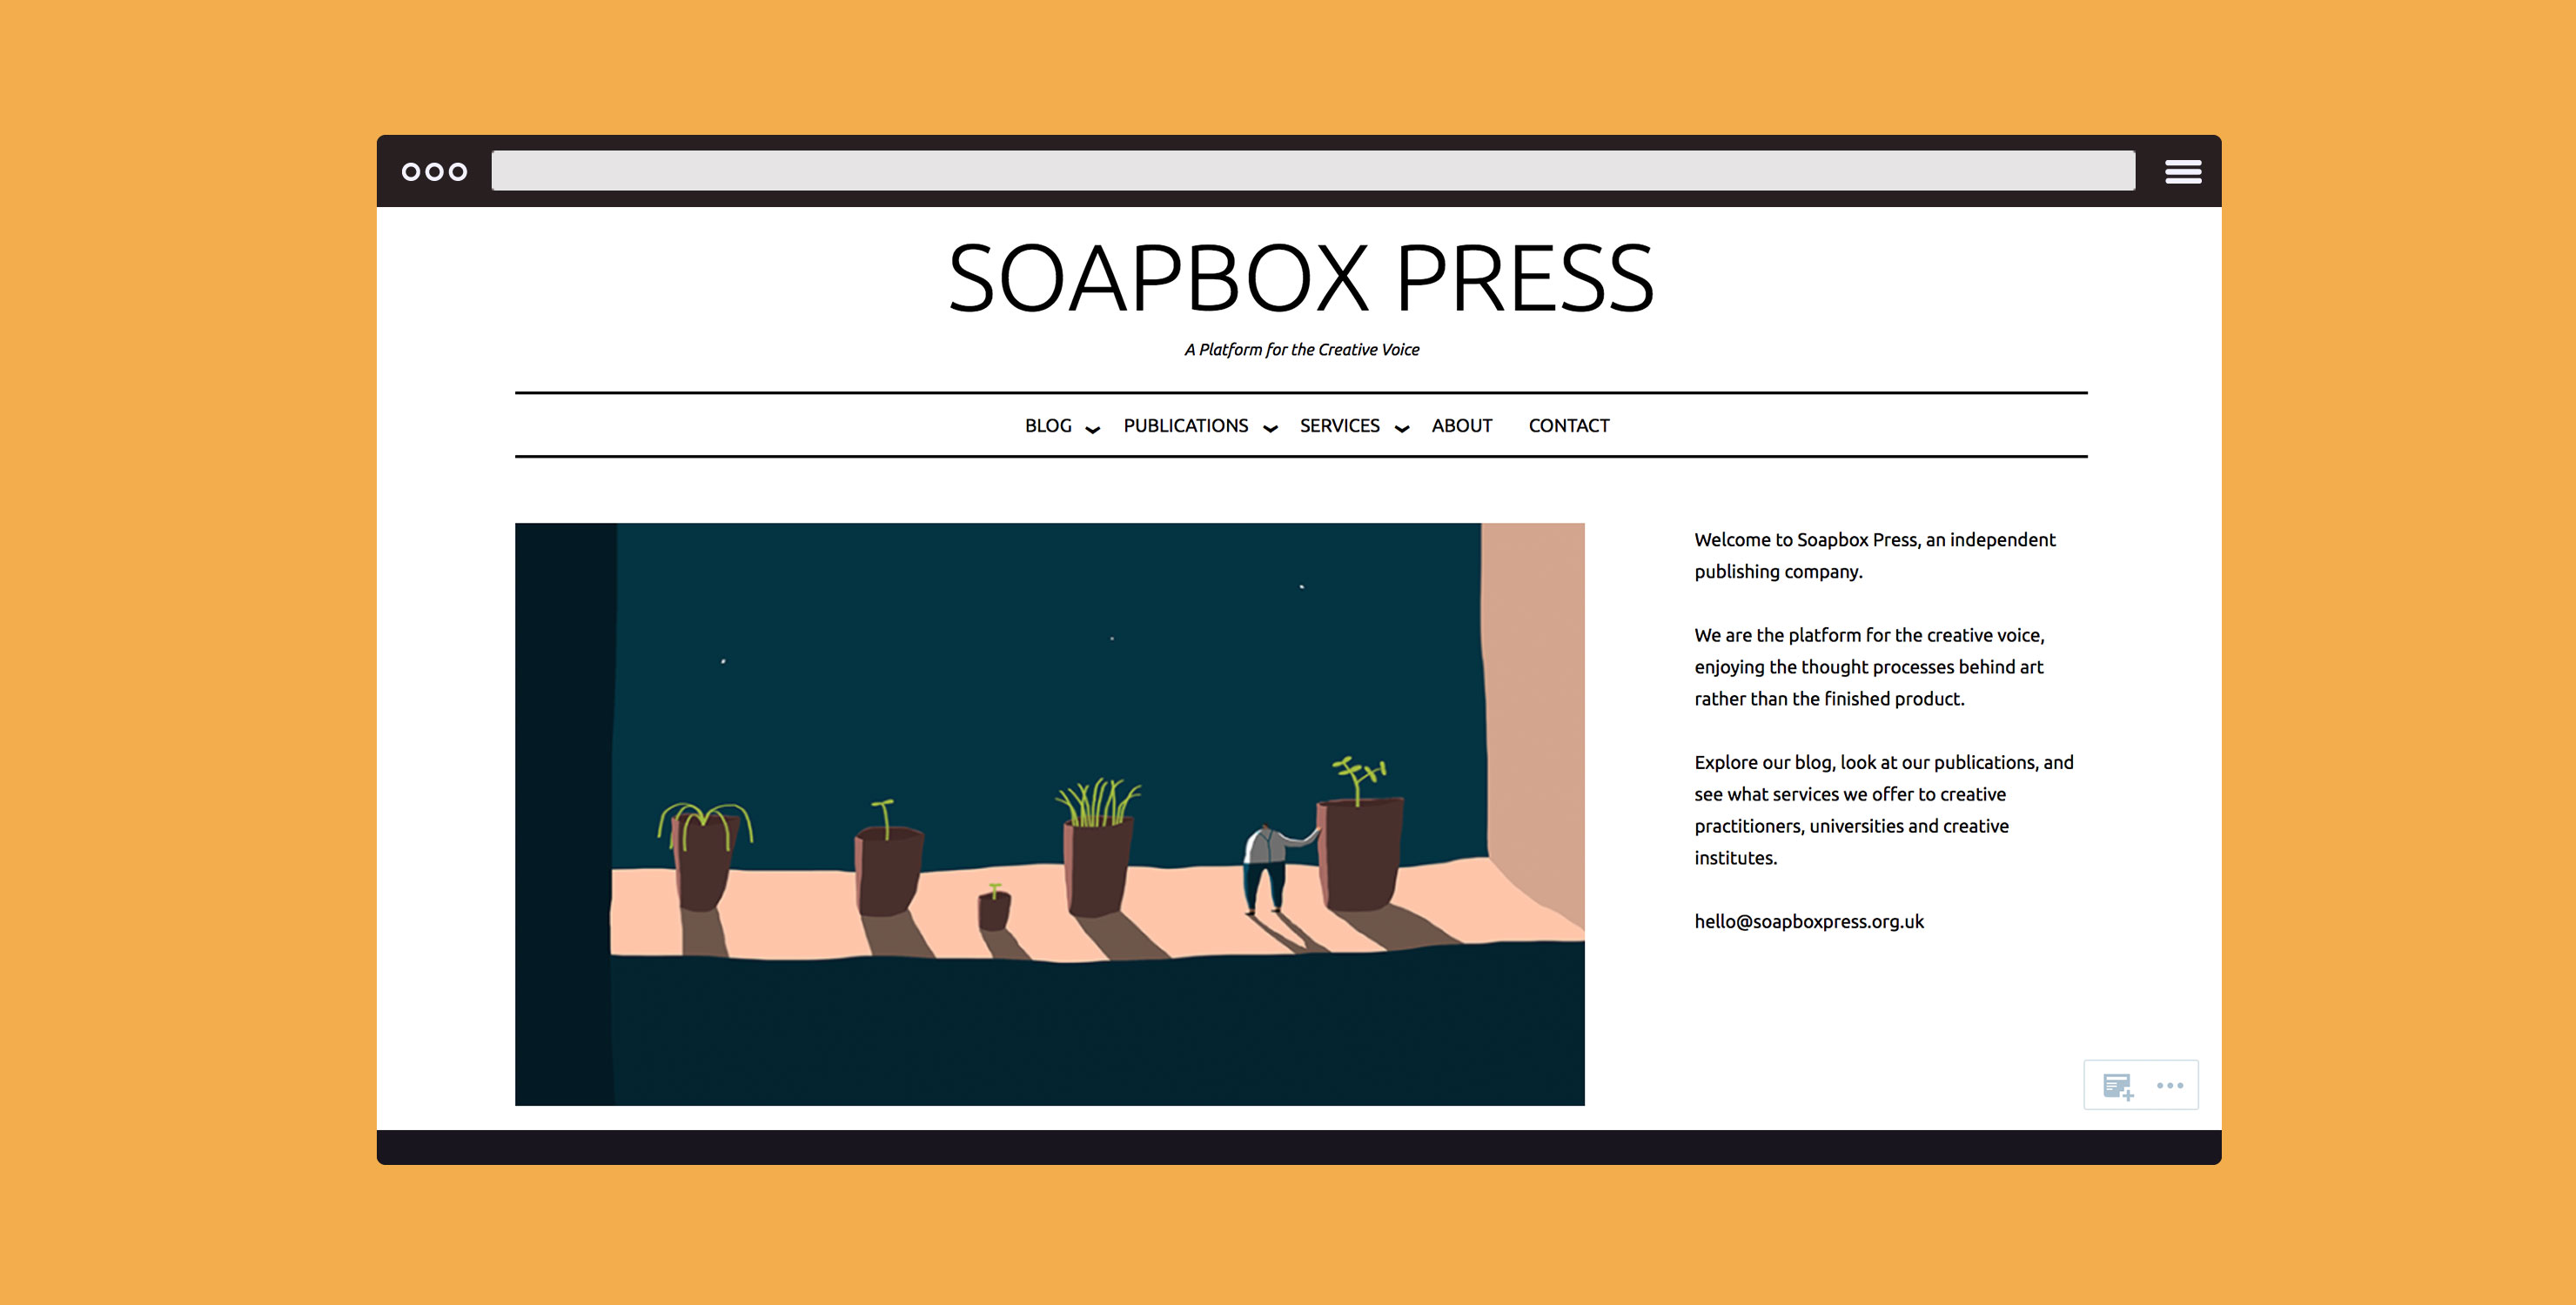 SOAPBOX PRESS
A Platform for the Creative Voice
BLOG PUBLICATIONS SERVICES ABOUT CONTACT
Welcome to Soapbox Press, an independent
publishing company.
We are the platform for the creative voice,
enjoying the thought processes behind art
rather than the finished product.
Explore our blog, look at our publications, and
see what services we offer to creative
practitioners, universities and creative
institutes.
hello@soapboxpress.org.uk